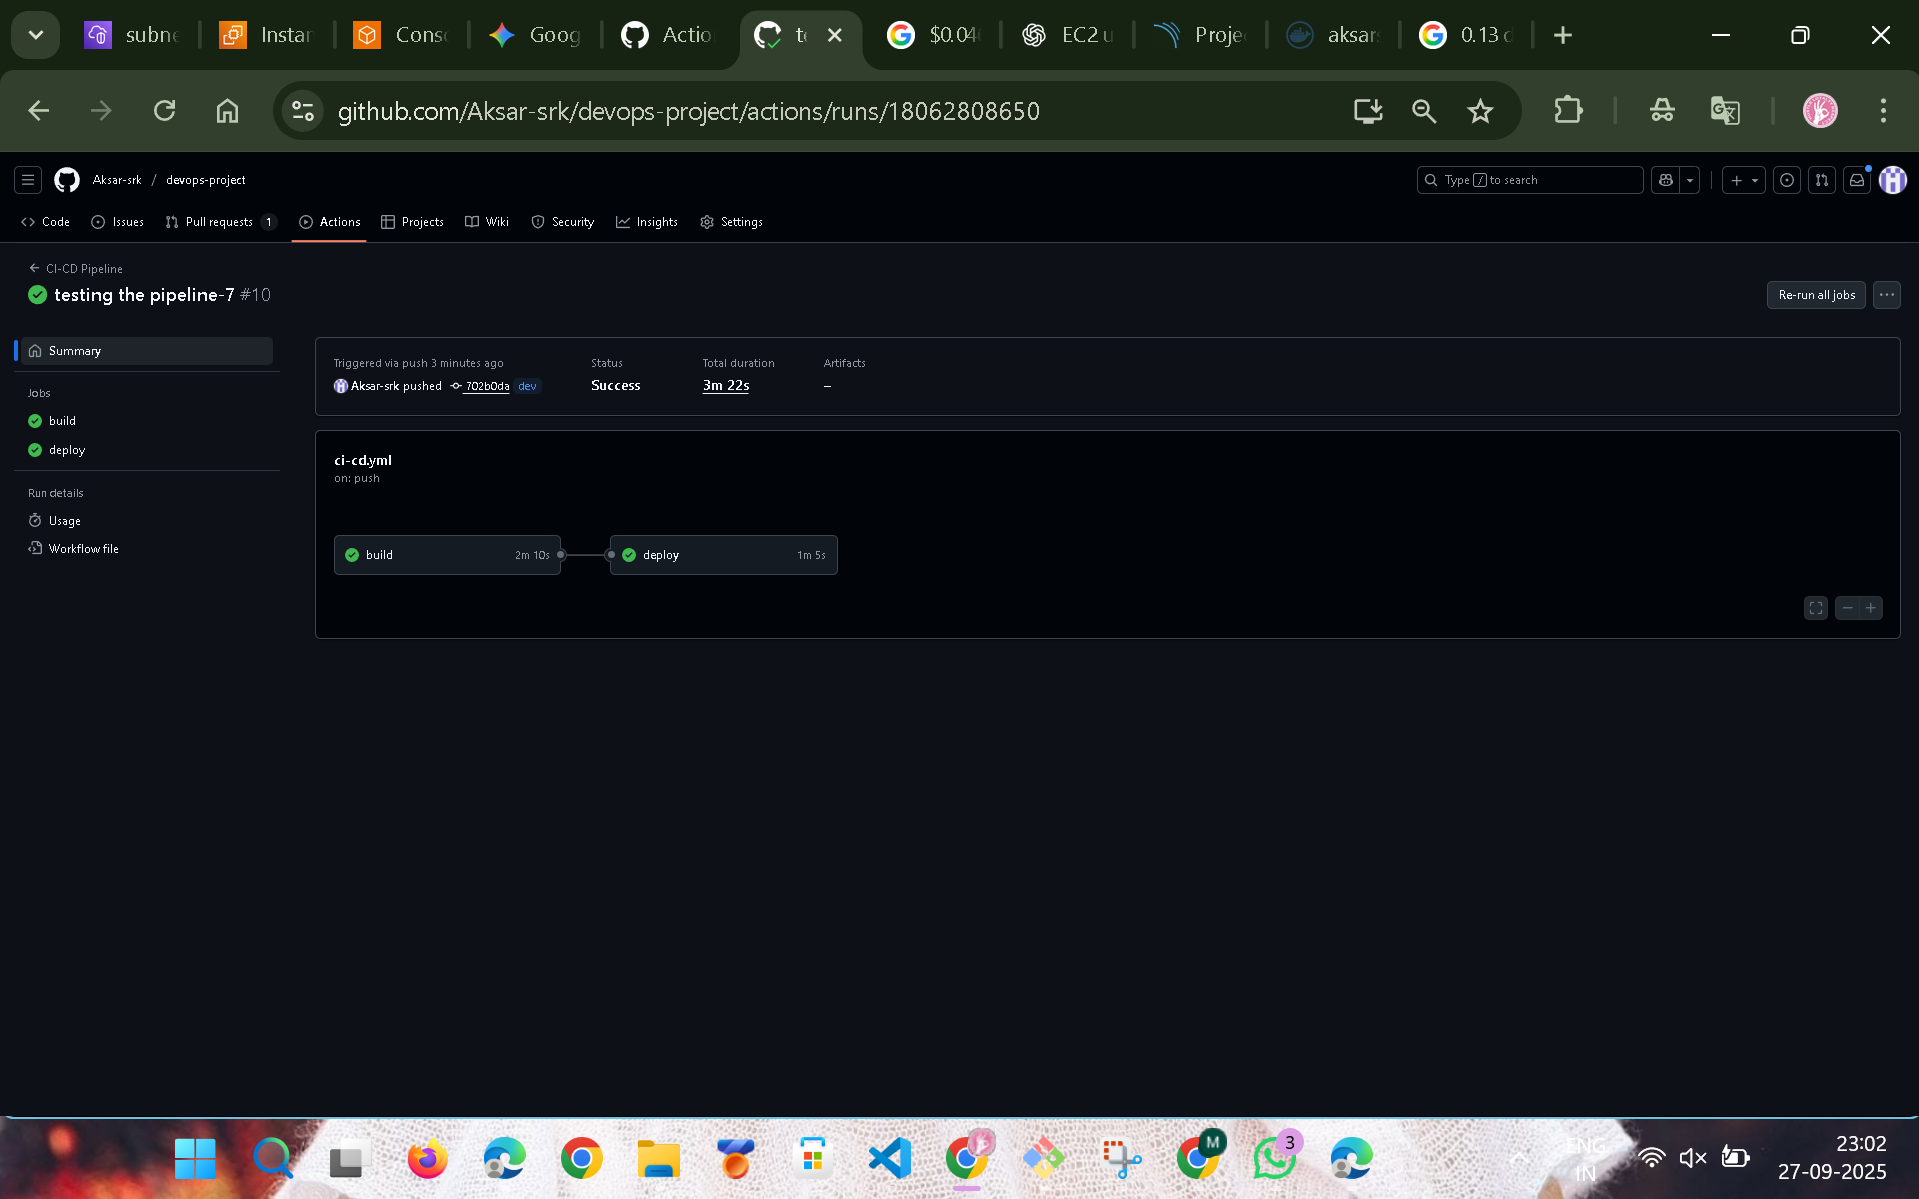 subne
Instan
Conso
Goog
Actio
te
$0.04
EC2 u
Proje
aksar
0.13 d
github.com/Aksar-srk/devops-project/actions/runs/18062808650
Aksar-srk / devops-project
Type / to search
Code
Issues
Pull requests 1
Actions
Projects
Wiki
Security
Insights
Settings
CI-CD Pipeline
testing the pipeline-7 #10
Re-run all jobs
Summary
Jobs
build
deploy
Run details
Usage
Workflow file
Triggered via push 3 minutes ago
Aksar-srk pushed 702b0da dev
Status
Success
Total duration
3m 22s
Artifacts
–
ci-cd.yml
on: push
build 2m 10s
deploy 1m 5s
M
3
ENG
IN
23:02
27-09-2025